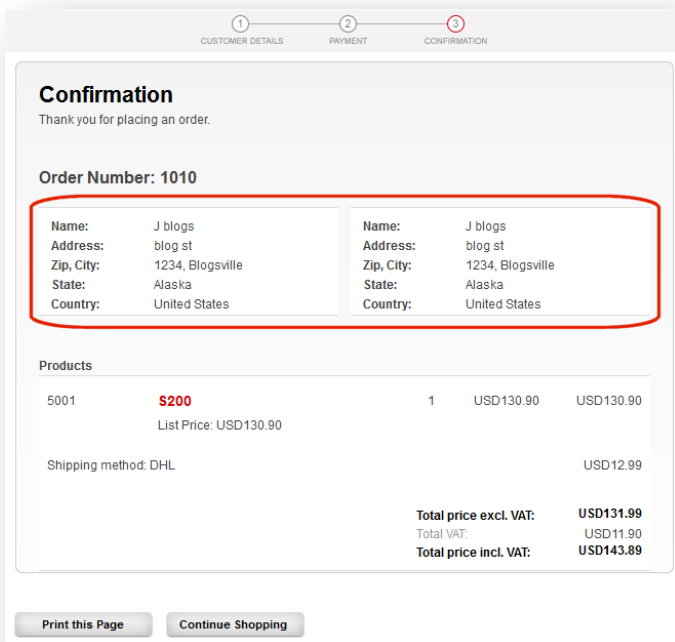 1 2 3
CUSTOMER DETAILS PAYMENT CONFIRMATION
Confirmation
Thank you for placing an order.
Order Number: 1010
Name: J blogs Name: J blogs
Address: blog st Address: blog st
Zip, City: 1234, Blogsville Zip, City: 1234, Blogsville
State: Alaska State: Alaska
Country: United States Country: United States
Products
5001 S200 1 USD130.90 USD130.90
List Price: USD130.90
Shipping method: DHL USD12.99
Total price excl. VAT: USD131.99
Total VAT: USD11.90
Total price incl. VAT: USD143.89
Print this Page Continue Shopping